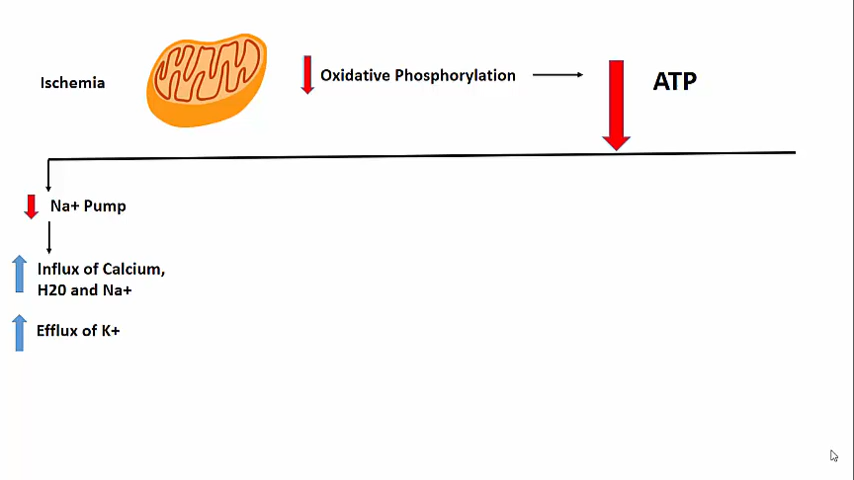 Ischemia
Oxidative Phosphorylation
ATP
Na+ Pump
Influx of Calcium,
H20 and Na+
Efflux of K+